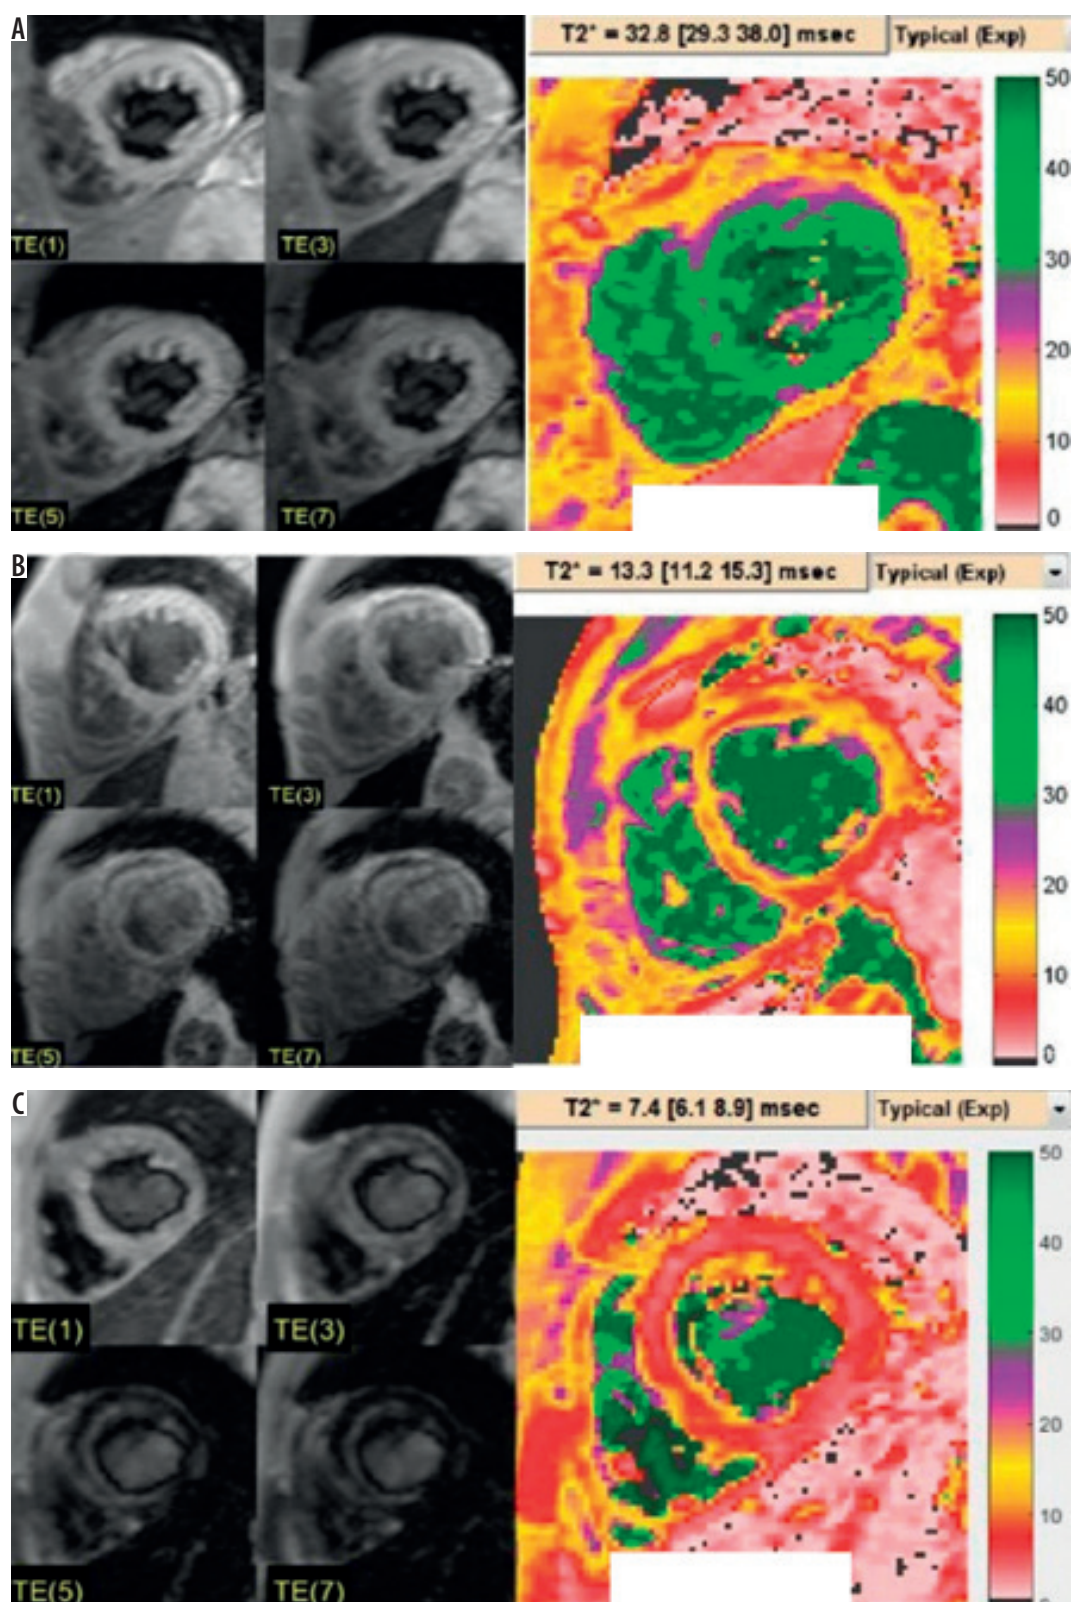 A
T2* = 32.8 [29.3 38.0] msec
Typical (Exp)
TE(1)
TE(3)
TE(5)
TE(7)
50
40
30
20
10
0
B
T2* = 13.3 [11.2 15.3] msec
Typical (Exp)
TE(1)
TE(3)
TE(5)
TE(7)
50
40
30
20
10
0
C
T2* = 7.4 [6.1 8.9] msec
Typical (Exp)
TE(1)
TE(3)
TE(5)
TE(7)
50
40
30
20
10